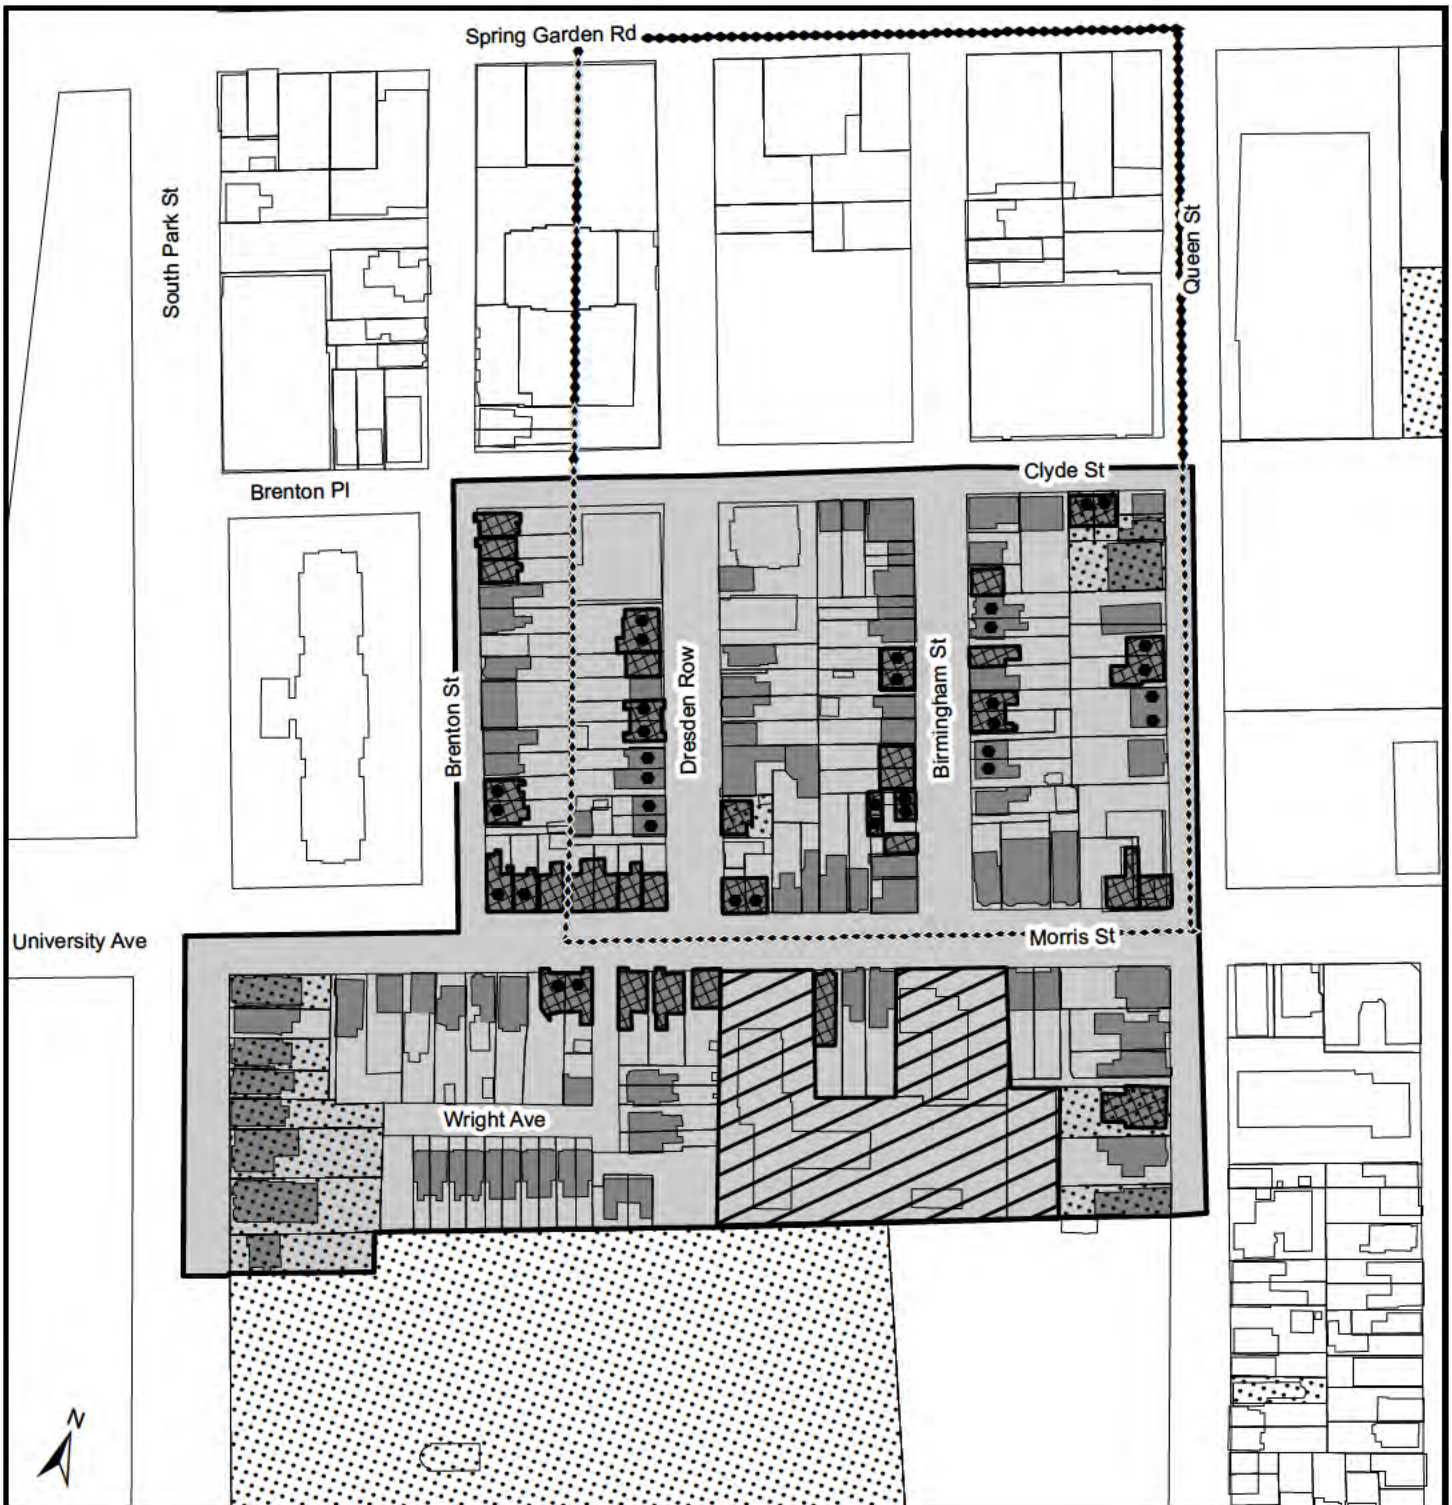 Spring Garden Rd
South Park St
Queen St
Clyde St
Brenton Pl
Brenton St
Dresden Row
Birmingham St
University Ave
Morris St
Wright Ave
N